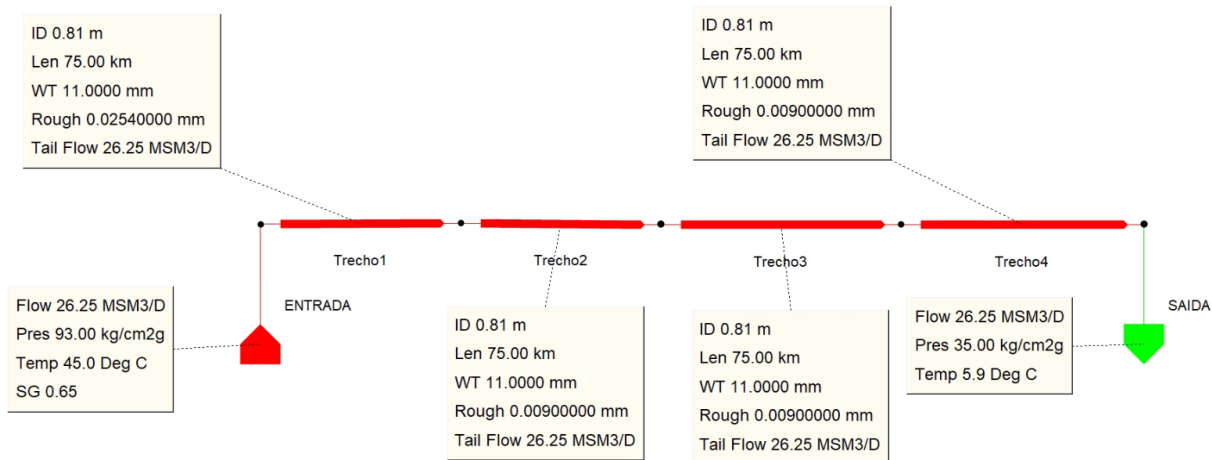 ID 0.81 m
Len 75.00 km
WT 11.0000 mm
Rough 0.02540000 mm
Tail Flow 26.25 MSM3/D
ID 0.81 m
Len 75.00 km
WT 11.0000 mm
Rough 0.00900000 mm
Tail Flow 26.25 MSM3/D
Trecho1
Trecho2
Trecho3
Trecho4
Flow 26.25 MSM3/D
Pres 93.00 kg/cm2g
Temp 45.0 Deg C
SG 0.65
ENTRADA
ID 0.81 m
Len 75.00 km
WT 11.0000 mm
Rough 0.00900000 mm
Tail Flow 26.25 MSM3/D
ID 0.81 m
Len 75.00 km
WT 11.0000 mm
Rough 0.00900000 mm
Tail Flow 26.25 MSM3/D
Flow 26.25 MSM3/D
Pres 35.00 kg/cm2g
Temp 5.9 Deg C
SAIDA